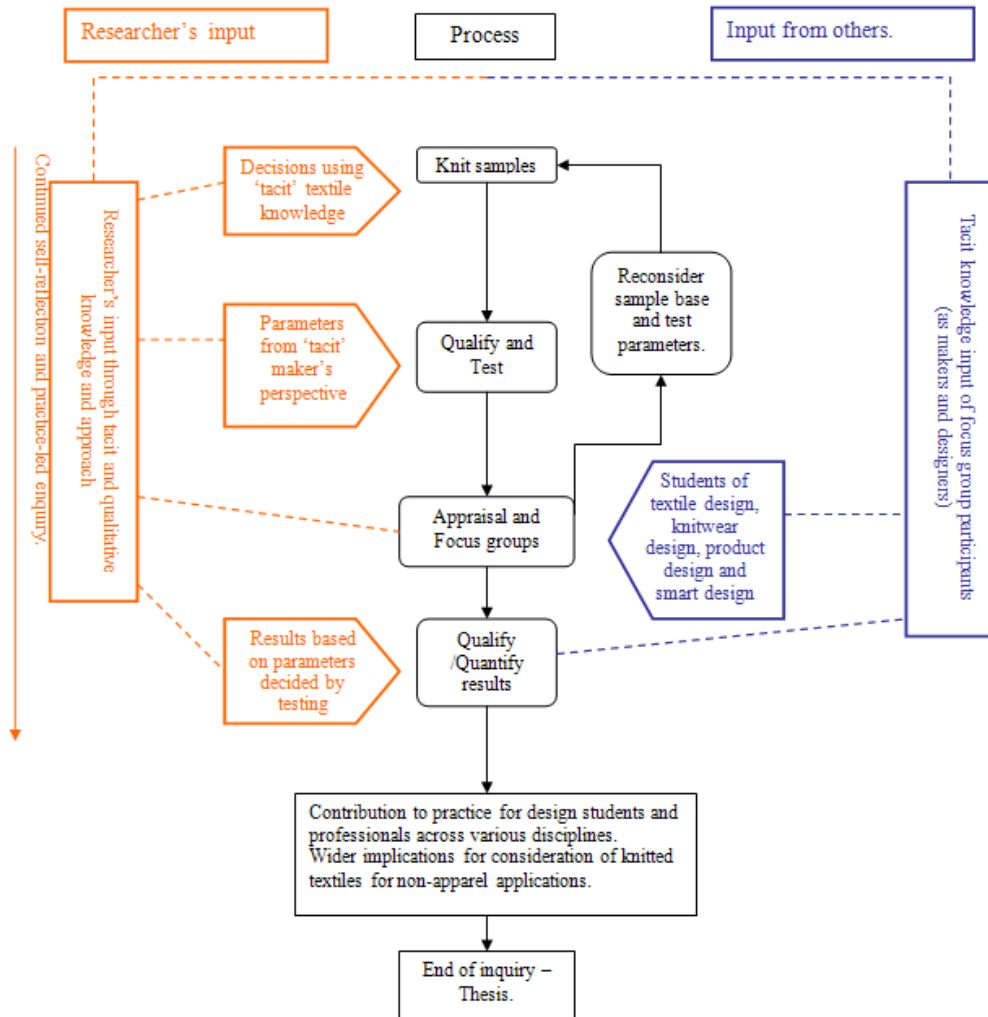 Researcher’s input
Process
Input from others.
Continued self-reflection and practice-led enquiry.
Researcher’s input through tacit and qualitative
knowledge and approach
Decisions using
‘tacit’ textile
knowledge
Knit samples
Reconsider
sample base
and test
parameters.
Parameters
from ‘tacit’
maker’s
perspective
Qualify and
Test
Appraisal and
Focus groups
Students of
textile design,
knitwear
design, product
design and
smart design
Tacit knowledge input of focus group participants
(as makers and designers)
Results based
on parameters
decided by
testing
Qualify
/Quantify
results
Contribution to practice for design students and
professionals across various disciplines.
Wider implications for consideration of knitted
textiles for non-apparel applications.
End of inquiry –
Thesis.